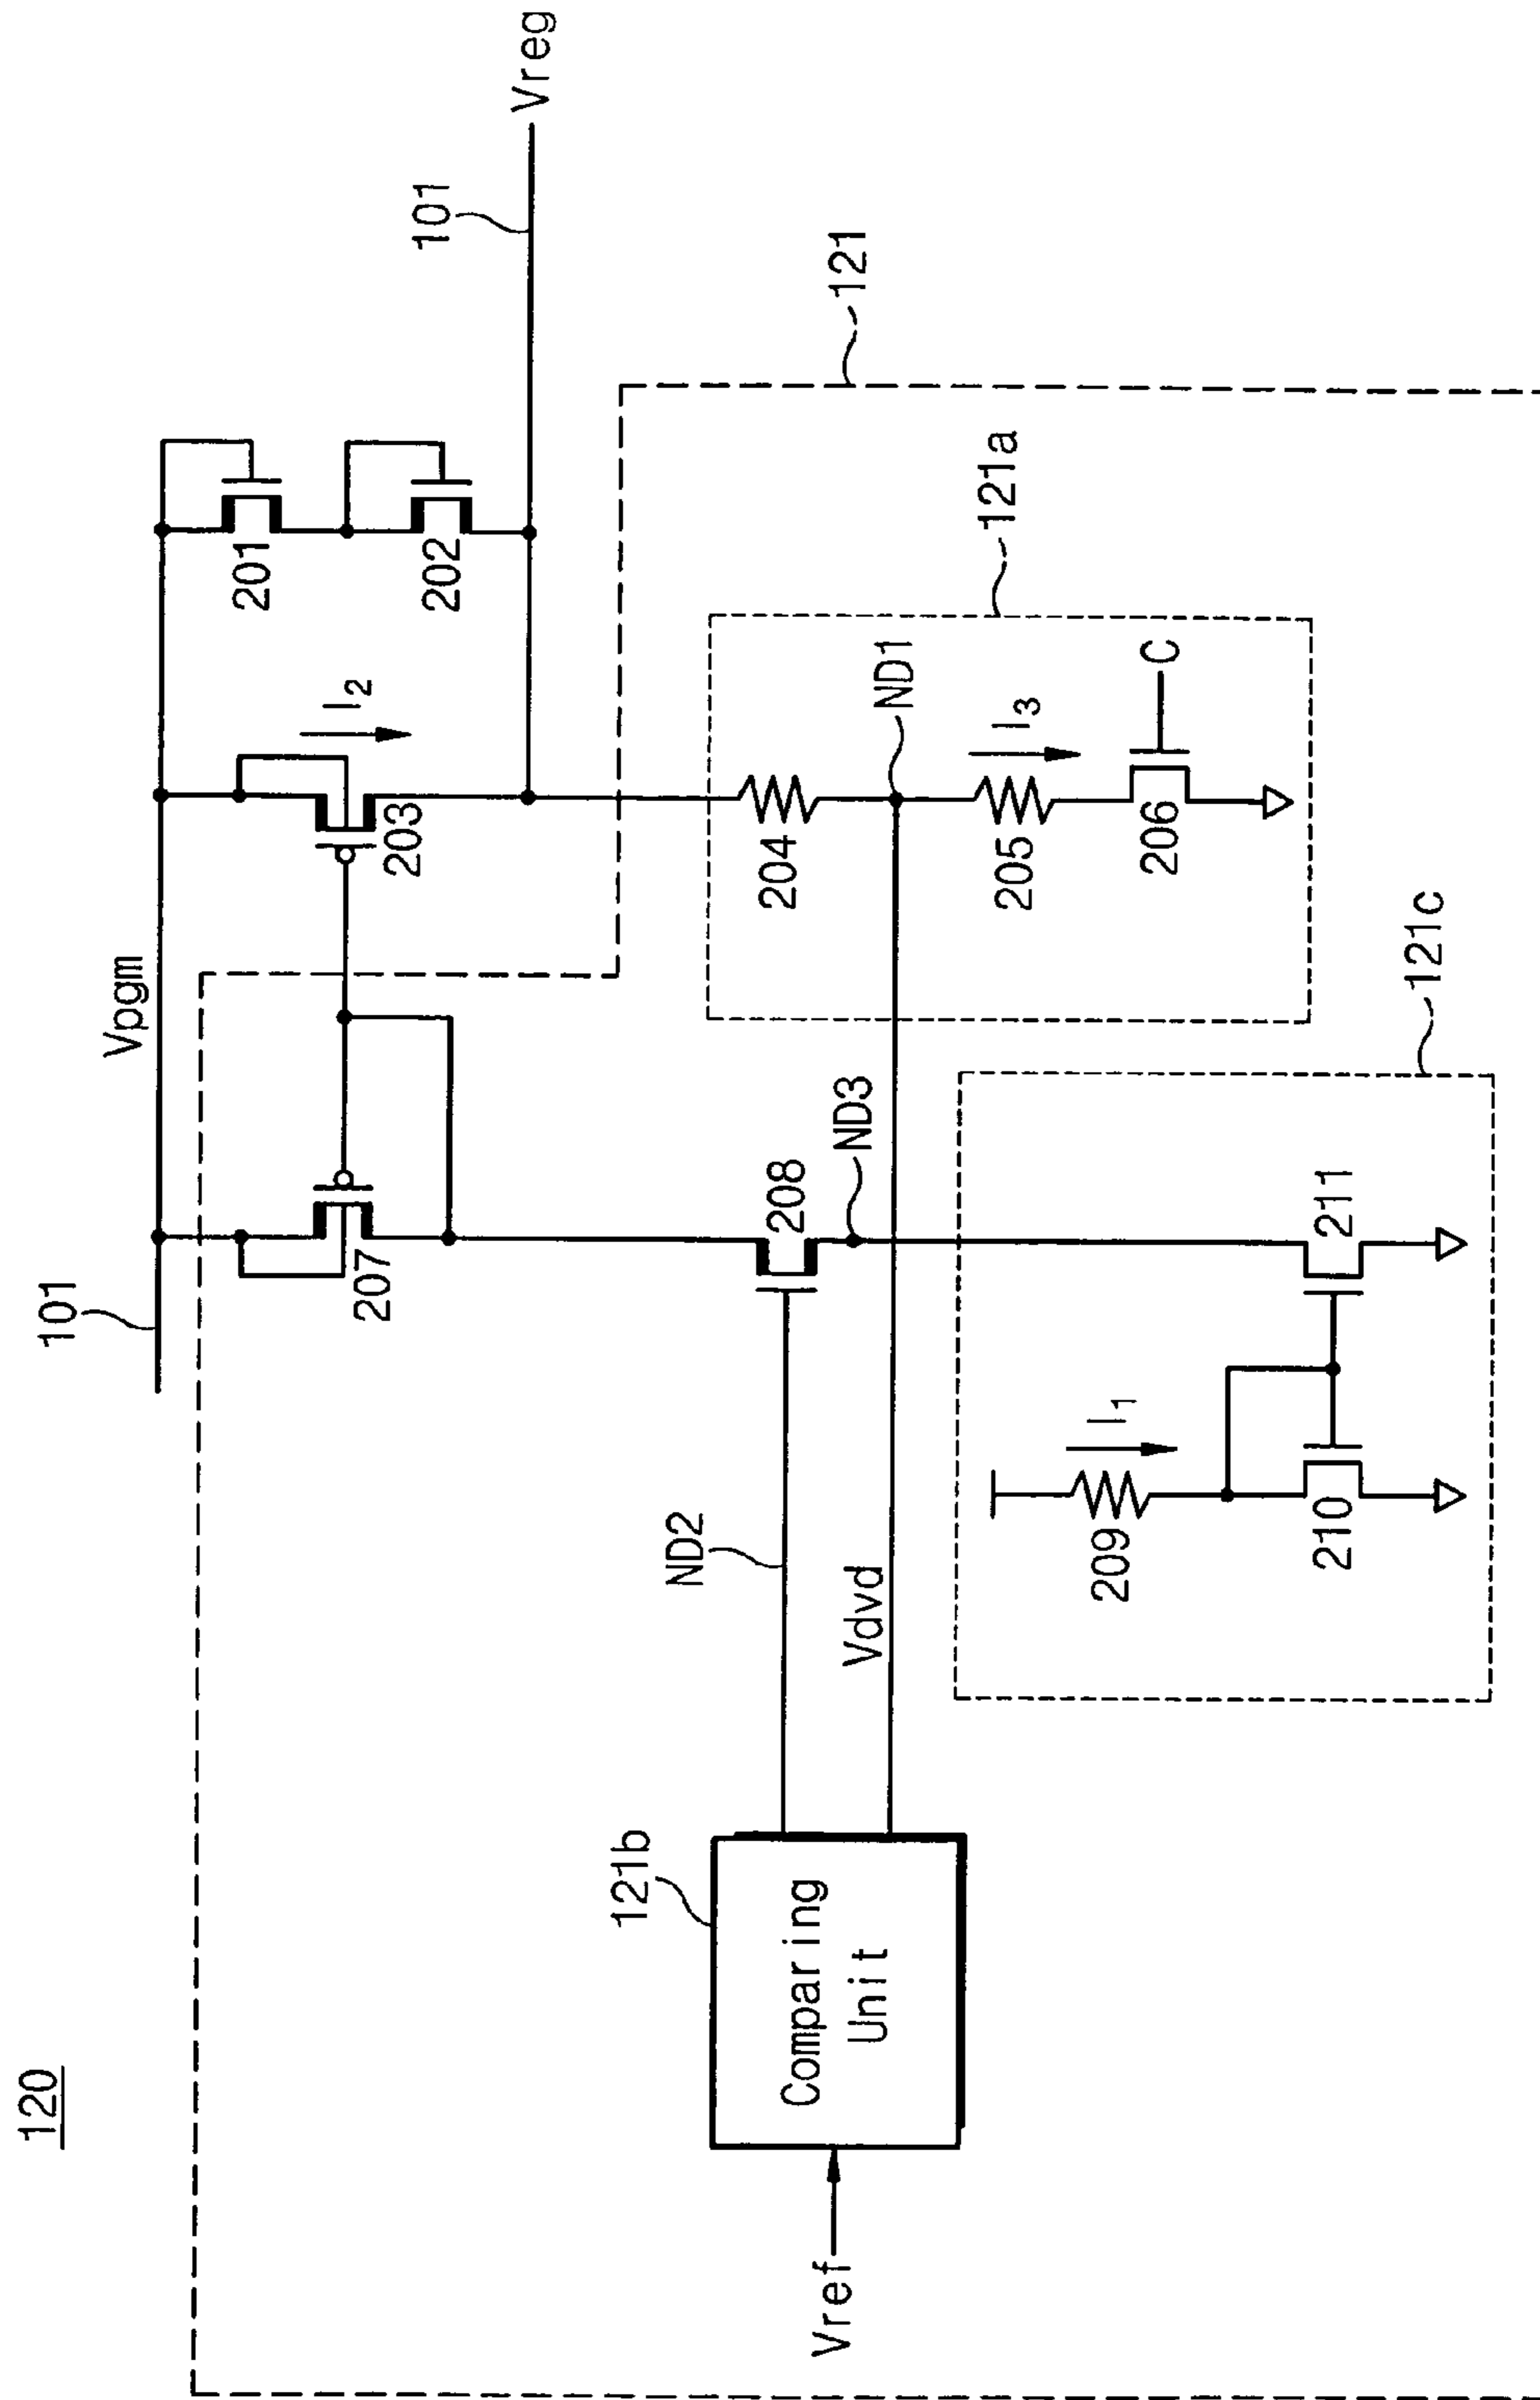 120
101
Vpgm
207
203
I2
201
202
101
Vreg
121
121b
Comparing
Unit
Vref
ND2
Vdvd
208
ND3
204
ND1
205
I3
206
C
121a
209
I1
210
211
121c